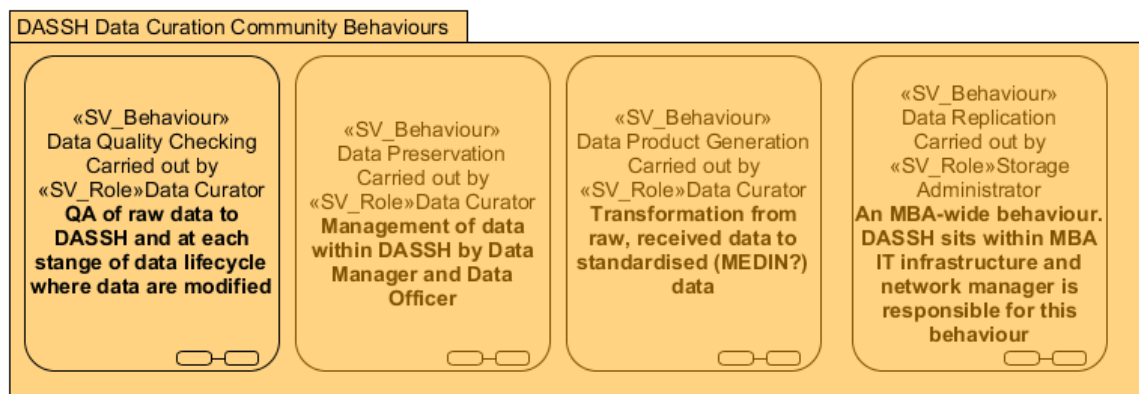 DASSH Data Curation Community Behaviours
«SV_Behaviour»
Data Quality Checking
Carried out by
«SV_Role»Data Curator
QA of raw data to
DASSH and at each
stange of data lifecycle
where data are modified
«SV_Behaviour»
Data Preservation
Carried out by
«SV_Role»Data Curator
Management of data
within DASSH by Data
Manager and Data
Officer
«SV_Behaviour»
Data Product Generation
Carried out by
«SV_Role»Data Curator
Transformation from
raw, received data to
standardised (MEDIN?)
data
«SV_Behaviour»
Data Replication
Carried out by
«SV_Role»Storage
Administrator
An MBA-wide behaviour.
DASSH sits within MBA
IT infrastructure and
network manager is
responsible for this
behaviour